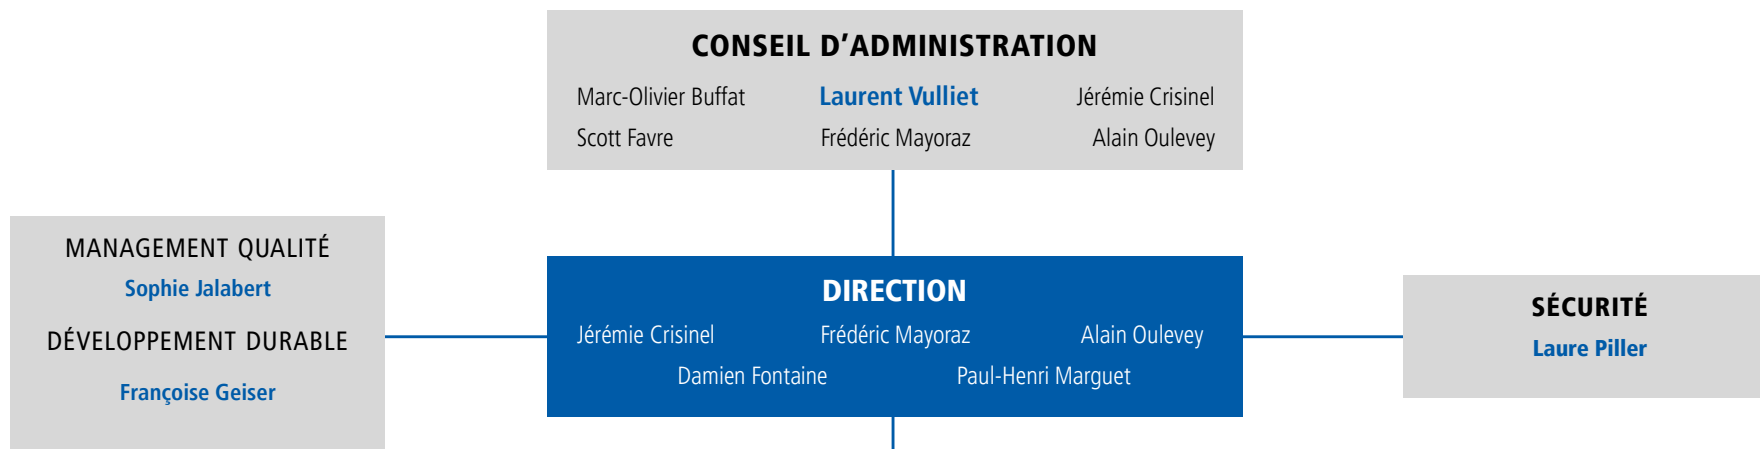 CONSEIL D’ADMINISTRATION
Marc-Olivier Buffat Laurent Vulliet Jérémie Crisinel
Scott Favre Frédéric Mayoraz Alain Oulevey
MANAGEMENT QUALITÉ
Sophie Jalabert
DÉVELOPPEMENT DURABLE
Françoise Geiser
DIRECTION
Jérémie Crisinel Frédéric Mayoraz Alain Oulevey
Damien Fontaine Paul-Henri Marguet
SÉCURITÉ
Laure Piller